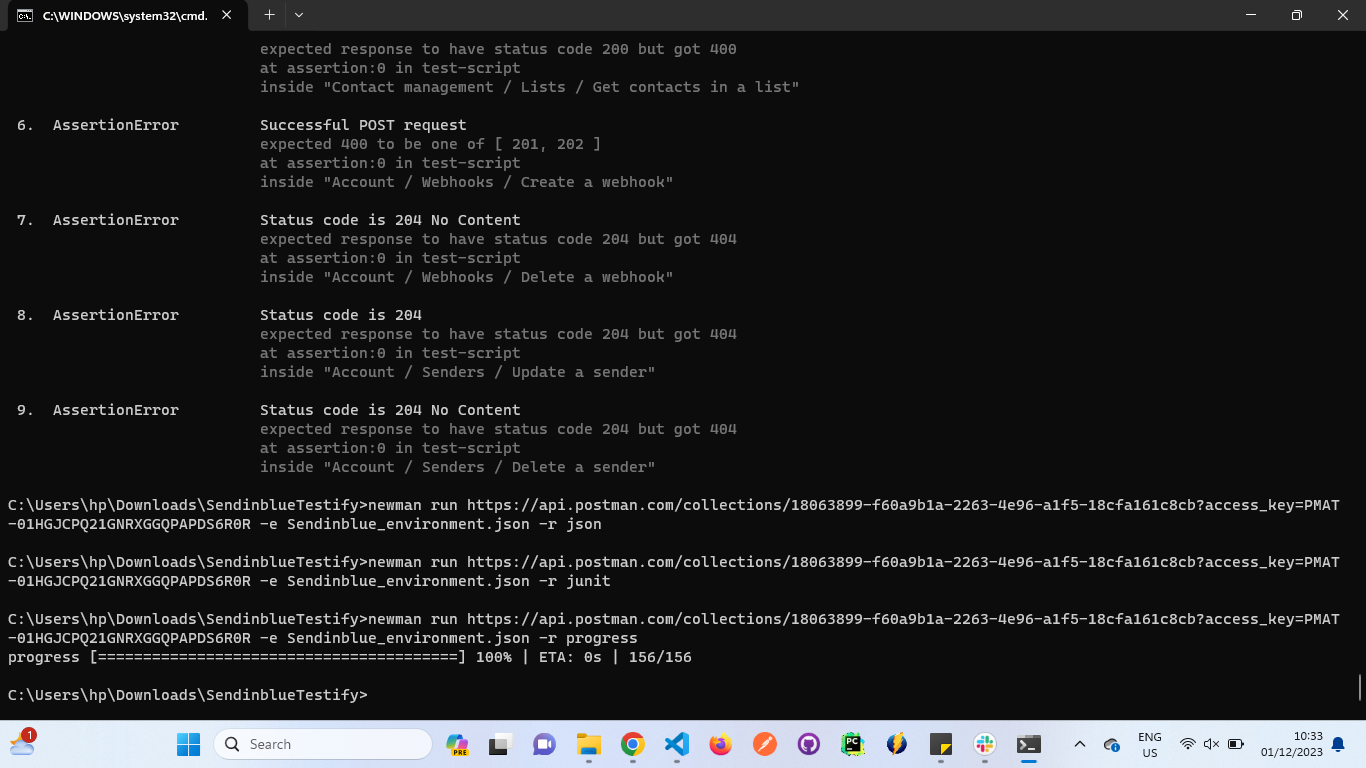 C:\WINDOWS\system32\cmd.
expected response to have status code 200 but got 400
at assertion:0 in test-script
inside "Contact management / Lists / Get contacts in a list"
6. AssertionError Successful POST request
expected 400 to be one of [ 201, 202 ]
at assertion:0 in test-script
inside "Account / Webhooks / Create a webhook"
7. AssertionError Status code is 204 No Content
expected response to have status code 204 but got 404
at assertion:0 in test-script
inside "Account / Webhooks / Delete a webhook"
8. AssertionError Status code is 204
expected response to have status code 204 but got 404
at assertion:0 in test-script
inside "Account / Senders / Update a sender"
9. AssertionError Status code is 204 No Content
expected response to have status code 204 but got 404
at assertion:0 in test-script
inside "Account / Senders / Delete a sender"
C:\Users\hp\Downloads\SendinblueTestify>newman run https://api.postman.com/collections/18063899-f60a9b1a-2263-4e96-a1f5-18cfa161c8cb?access_key=PMAT
-01HGJCPQ21GNRXGGQPAPDS6R0R -e Sendinblue_environment.json -r json
C:\Users\hp\Downloads\SendinblueTestify>newman run https://api.postman.com/collections/18063899-f60a9b1a-2263-4e96-a1f5-18cfa161c8cb?access_key=PMAT
-01HGJCPQ21GNRXGGQPAPDS6R0R -e Sendinblue_environment.json -r junit
C:\Users\hp\Downloads\SendinblueTestify>newman run https://api.postman.com/collections/18063899-f60a9b1a-2263-4e96-a1f5-18cfa161c8cb?access_key=PMAT
-01HGJCPQ21GNRXGGQPAPDS6R0R -e Sendinblue_environment.json -r progress
progress [========================================] 100% | ETA: 0s | 156/156
C:\Users\hp\Downloads\SendinblueTestify>
1
Search
PRE
PC
ENG
US
10:33
01/12/2023